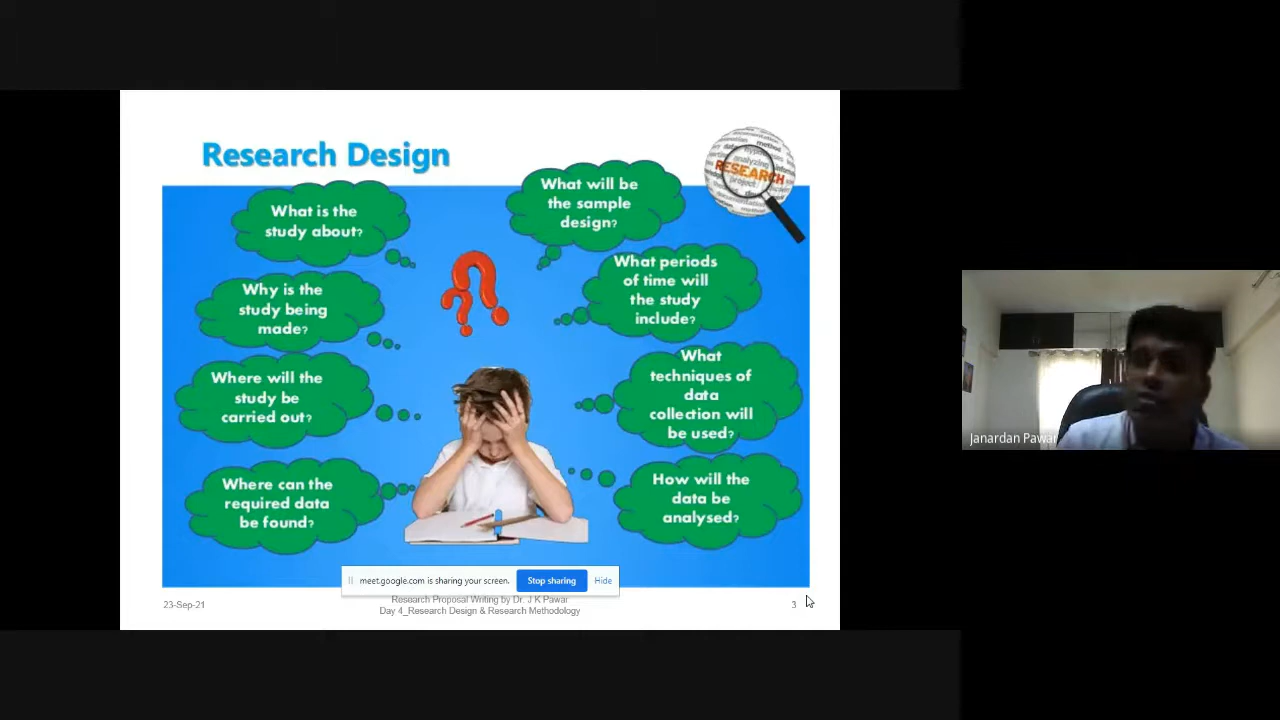 Research Design
What is the
study about?
Why is the
study being
made?
Where will the
study be
carried out?
Where can the
required data
be found?
What will be
the sample
design?
What periods
of time will
the study
include?
What
techniques of
data
collection will
be used?
How will the
data be
analysed?
method
analyzing
RESEARCH
project
meet.google.com is sharing your screen.
Stop sharing
Hide
23-Sep-21
Research Proposal Writing by Dr. J K Pawar
Day 4_Research Design & Research Methodology
3
Janardan Pawar